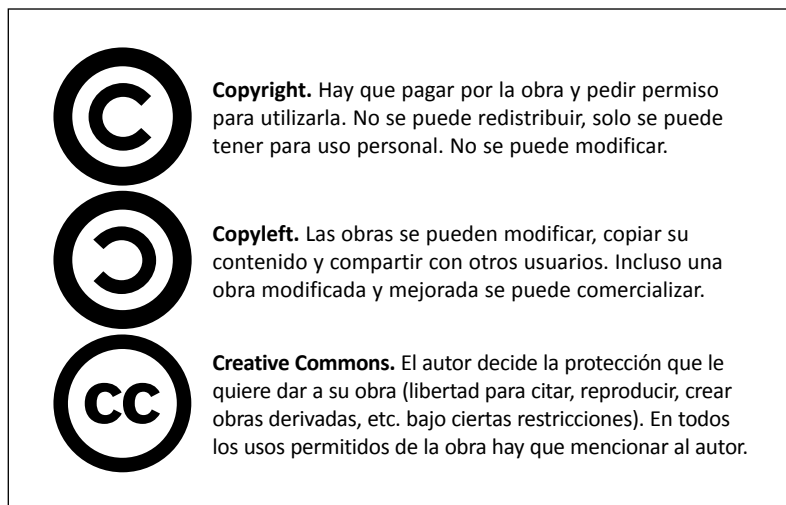 C
Copyright. Hay que pagar por la obra y pedir permiso
para utilizarla. No se puede redistribuir, solo se puede
tener para uso personal. No se puede modificar.
Copyleft. Las obras se pueden modificar, copiar su
contenido y compartir con otros usuarios. Incluso una
obra modificada y mejorada se puede comercializar.
cc
Creative Commons. El autor decide la protección que le
quiere dar a su obra (libertad para citar, reproducir, crear
obras derivadas, etc. bajo ciertas restricciones). En todos
los usos permitidos de la obra hay que mencionar al autor.